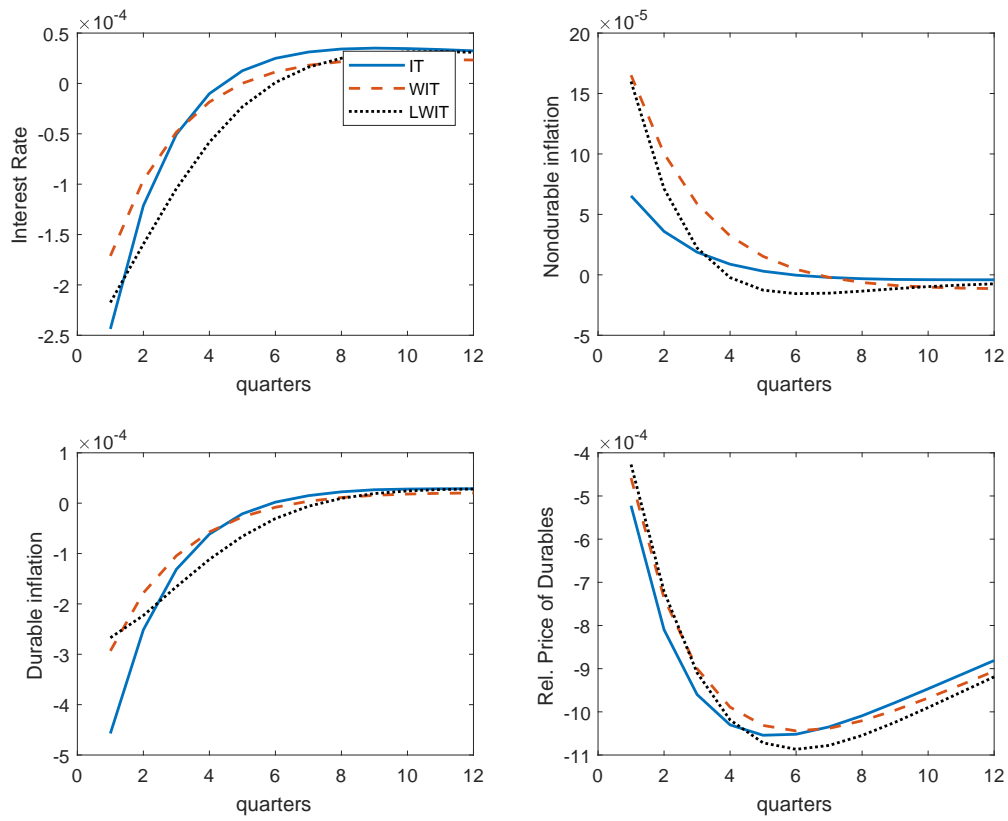 ×10-4
0.5
0
-0.5
-1
-1.5
-2
-2.5
Interest Rate
0 2 4 6 8 10 12
quarters
IT
WIT
LWIT
×10-5
20
15
10
5
0
-5
Nondurable inflation
0 2 4 6 8 10 12
quarters
×10-4
1
0
-1
-2
-3
-4
-5
Durable inflation
0 2 4 6 8 10 12
quarters
×10-4
-4
-5
-6
-7
-8
-9
-10
-11
Rel. Price of Durables
0 2 4 6 8 10 12
quarters